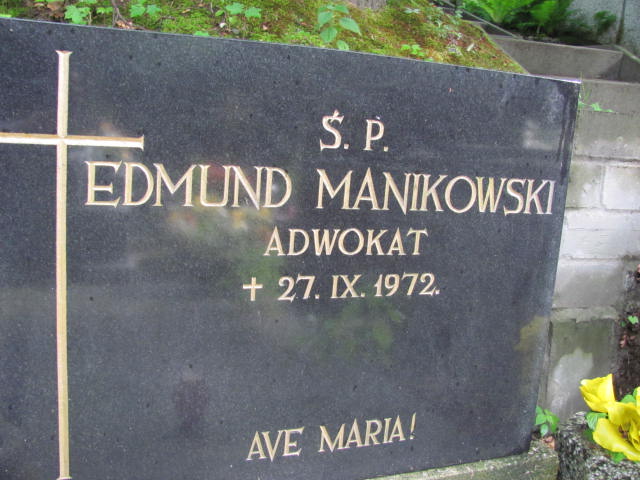 Ś. P.
EDMUND MANIKOWSKI
ADWOKAT
+ 27. IX. 1972.
AVE MARIA!